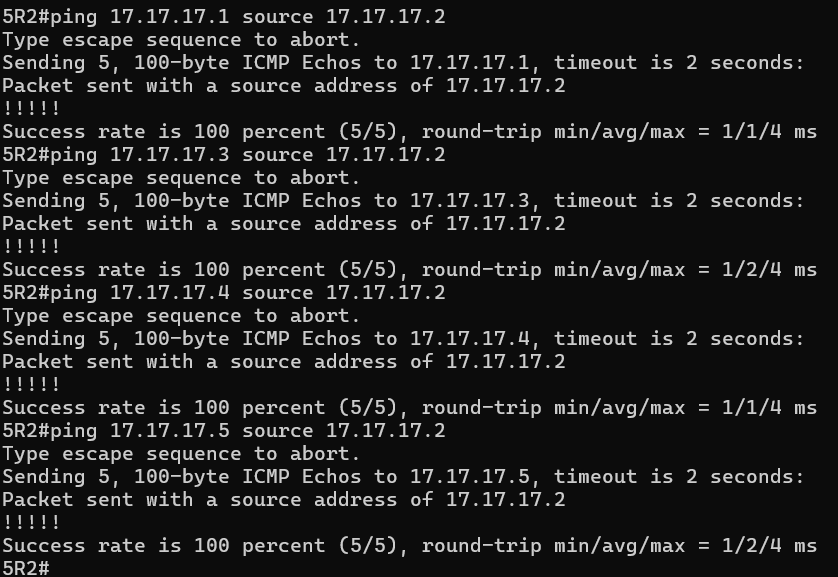 5R2#ping 17.17.17.1 source 17.17.17.2
Type escape sequence to abort.
Sending 5, 100-byte ICMP Echos to 17.17.17.1, timeout is 2 seconds:
Packet sent with a source address of 17.17.17.2
!!!!!
Success rate is 100 percent (5/5), round-trip min/avg/max = 1/1/4 ms
5R2#ping 17.17.17.3 source 17.17.17.2
Type escape sequence to abort.
Sending 5, 100-byte ICMP Echos to 17.17.17.3, timeout is 2 seconds:
Packet sent with a source address of 17.17.17.2
!!!!!
Success rate is 100 percent (5/5), round-trip min/avg/max = 1/2/4 ms
5R2#ping 17.17.17.4 source 17.17.17.2
Type escape sequence to abort.
Sending 5, 100-byte ICMP Echos to 17.17.17.4, timeout is 2 seconds:
Packet sent with a source address of 17.17.17.2
!!!!!
Success rate is 100 percent (5/5), round-trip min/avg/max = 1/1/4 ms
5R2#ping 17.17.17.5 source 17.17.17.2
Type escape sequence to abort.
Sending 5, 100-byte ICMP Echos to 17.17.17.5, timeout is 2 seconds:
Packet sent with a source address of 17.17.17.2
!!!!!
Success rate is 100 percent (5/5), round-trip min/avg/max = 1/2/4 ms
5R2#